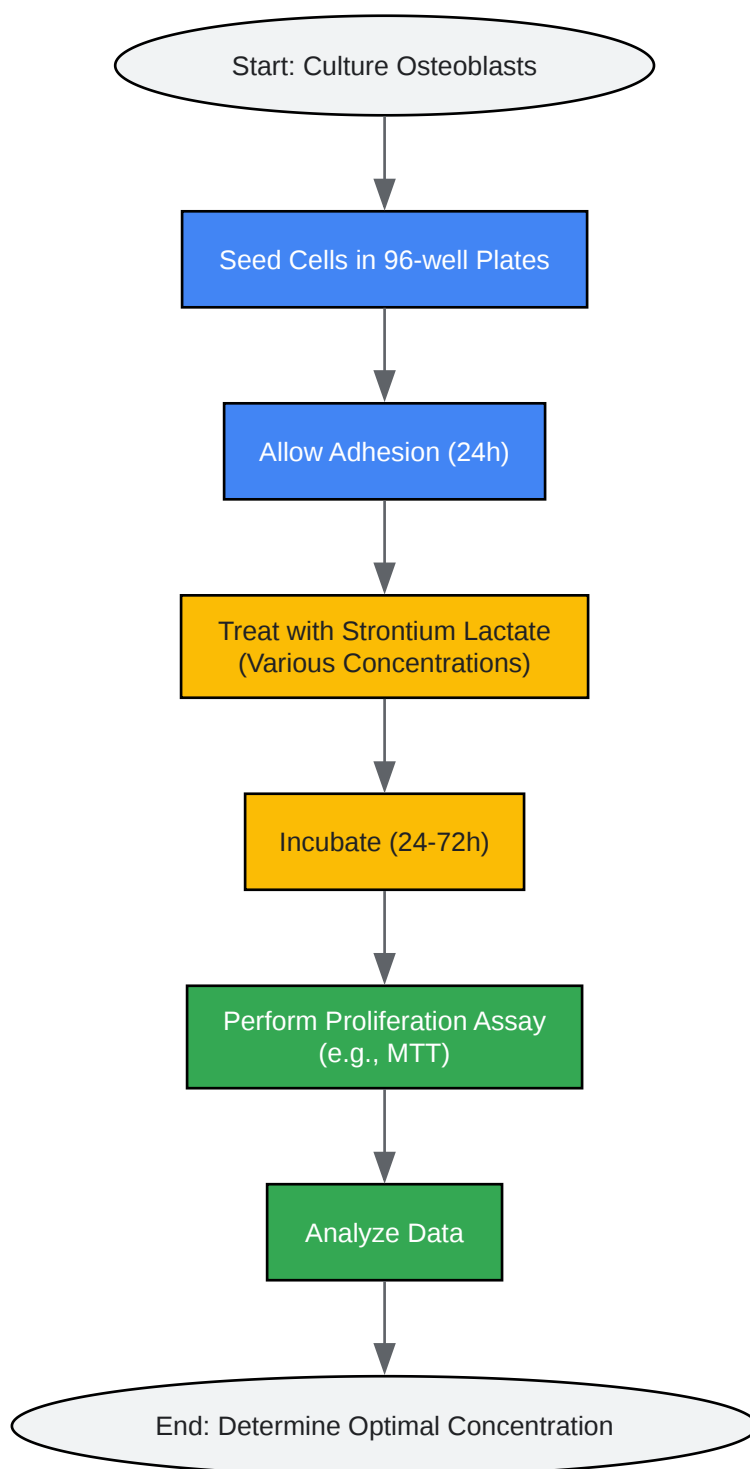 Start: Culture Osteoblasts
Seed Cells in 96-well Plates
Allow Adhesion (24h)
Treat with Strontium Lactate
(Various Concentrations)
Incubate (24-72h)
Perform Proliferation Assay
(e.g., MTT)
Analyze Data
End: Determine Optimal Concentration